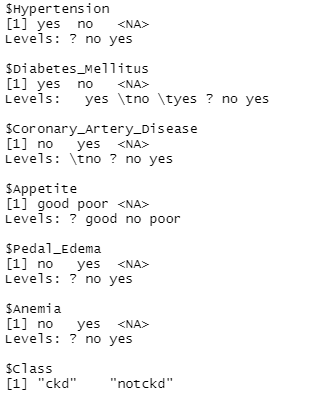 $Hypertension
[1] yes  no   <NA>
Levels: ? no yes
$Diabetes_Mellitus
[1] yes  no   <NA>
Levels:   yes \tno \tyes ? no yes
$Coronary_Artery_Disease
[1] no   yes  <NA>
Levels: \tno ? no yes
$Appetite
[1] good poor <NA>
Levels: ? good no poor
$Pedal_Edema
[1] no   yes  <NA>
Levels: ? no yes
$Anemia
[1] no   yes  <NA>
Levels: ? no yes
$Class
[1] "ckd"    "notckd"